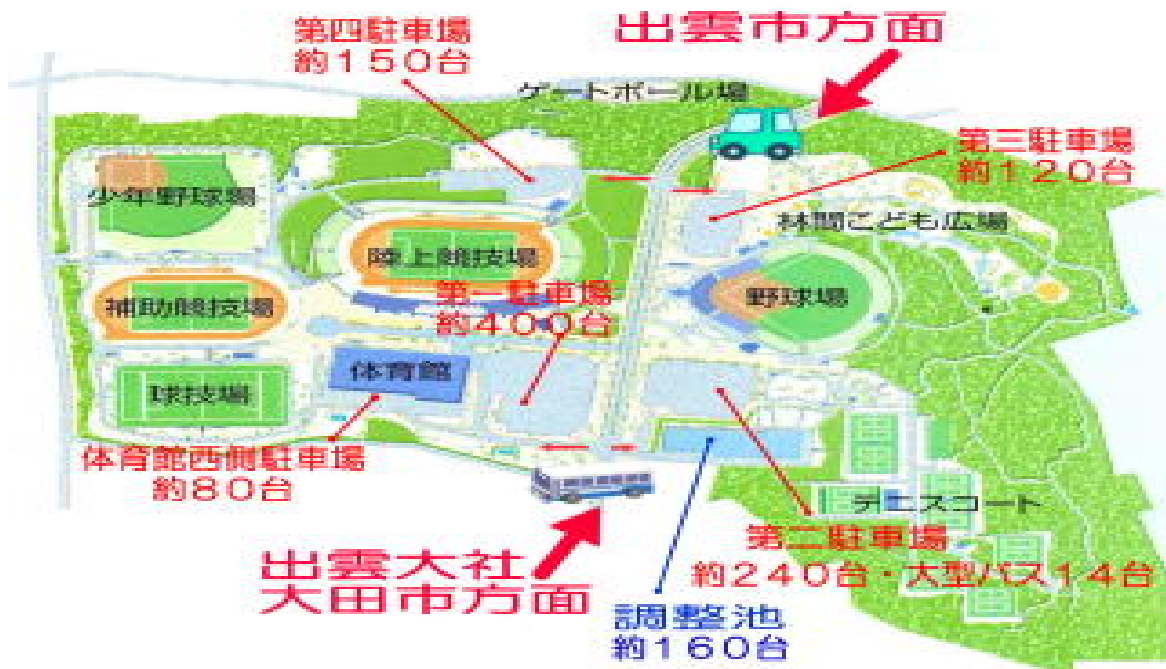 第四駐車場
約150台
出雲市方面
ゲートボール場
第三駐車場
約120台
少年野球場
林間こども広場
陸上競技場
第一駐車場
約400台
野球場
補助競技場
体育館
球技場
体育館西側駐車場
約80台
テニスコート
第二駐車場
約240台・大型バス14台
出雲大社
大田市方面
調整池
約160台